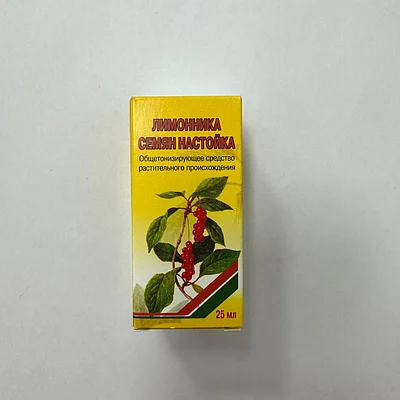 ЛИМОННИКА
СЕМЯН НАСТОЙКА
Общетонизирующее средство
растительного происхождения
25 мл